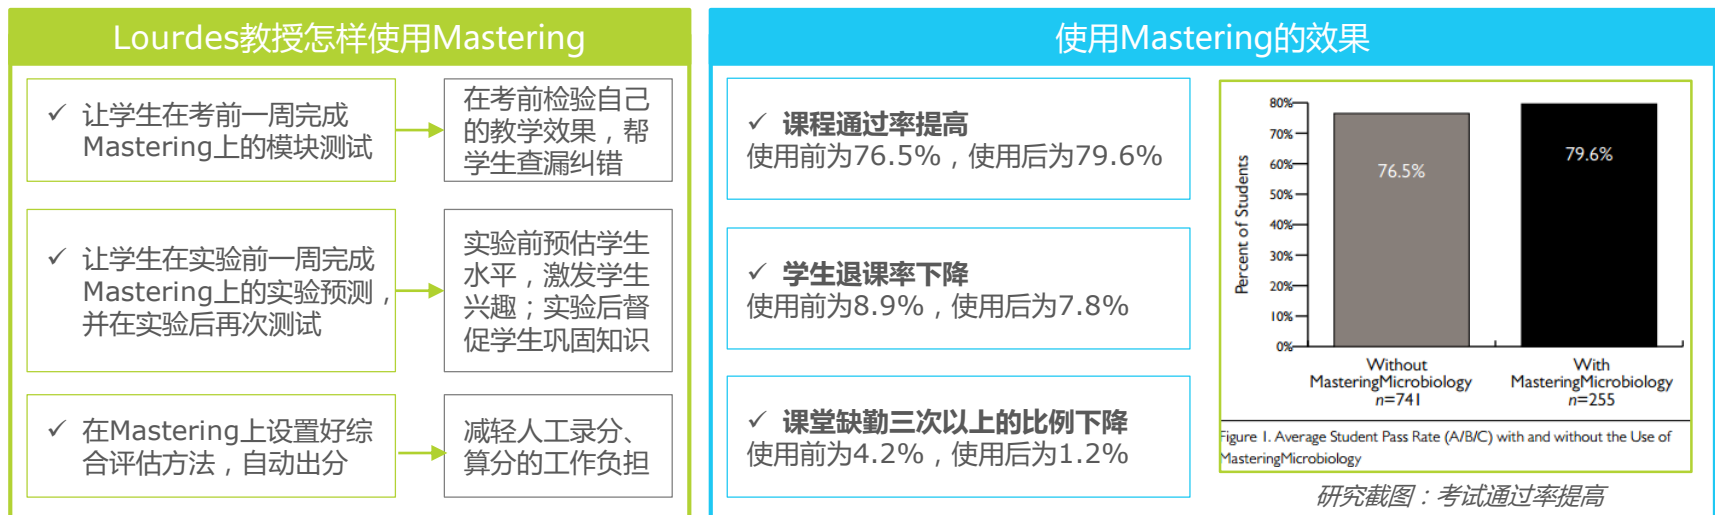 Lourdes教授怎样使用Mastering
✓ 让学生在考前一周完成
Mastering上的模块测试
在考前检验自己
的教学效果，帮
学生查漏纠错
✓ 让学生在实验前一周完成
Mastering上的实验预测，
并在实验后再次测试
实验前预估学生
水平，激发学生
兴趣；实验后督
促学生巩固知识
✓ 在Mastering上设置好综
合评估方法，自动出分
减轻人工录分、
算分的工作负担
使用Mastering的效果
✓ 课程通过率提高
使用前为76.5%，使用后为79.6%
✓ 学生退课率下降
使用前为8.9%，使用后为7.8%
✓ 课堂缺勤三次以上的比例下降
使用前为4.2%，使用后为1.2%
Percent of Students
80%
70%
60%
50%
40%
30%
20%
10%
0%
76.5%
79.6%
Without
MasteringMicrobiology
n=741
With
MasteringMicrobiology
n=255
Figure 1. Average Student Pass Rate (A/B/C) with and without the Use of
MasteringMicrobiology
研究截图：考试通过率提高